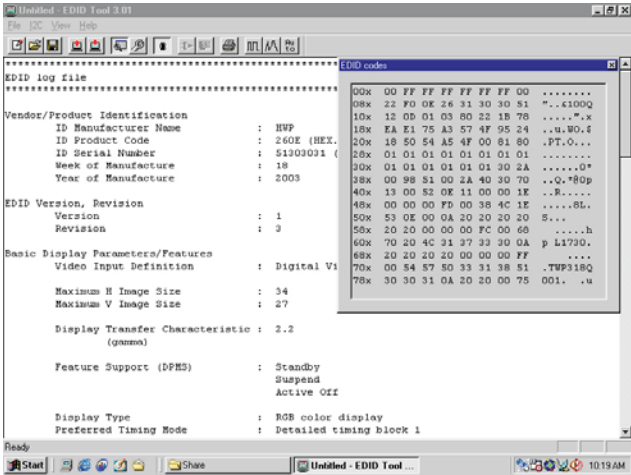 Untitled - EDID Tool 3.01
File I2C View Help
EDID log file
Vendor/Product Identification
ID Manufacturer Name : HWP
ID Product Code : 260E (HEX.
ID Serial Number : 51303031 (
Week of Manufacture : 18
Year of Manufacture : 2003
EDID Version, Revision
Version : 1
Revision : 3
Basic Display Parameters/Features
Video Input Definition : Digital Vi
Maximum H Image Size : 34
Maximum V Image Size : 27
Display Transfer Characteristic : 2.2
(gamma)
Feature Support (DPMS) : Standby
Suspend
Active Off
Display Type : RGB color display
Preferred Timing Mode : Detailed timing block 1
EDID codes
00x 00 FF FF FF FF FF FF 00 ........
08x 22 F0 0E 26 31 30 30 51 "..&100Q
10x 12 0D 01 03 80 22 1B 78 .....".x
18x EA E1 75 A3 57 4F 95 24 ..u.WO.$
20x 18 50 54 A5 4F 00 81 80 .PT.O...
28x 01 01 01 01 01 01 01 01 ........
30x 01 01 01 01 01 01 30 2A ......0*
38x 00 98 51 00 2A 40 30 70 ..Q.*@0p
40x 13 00 52 0E 11 00 00 1E ..R.....
48x 00 00 00 FD 00 38 4C 1E .....8L.
50x 53 0E 00 0A 20 20 20 20 S...
58x 20 20 00 00 00 FC 00 68 .....h
60x 70 20 4C 31 37 33 30 0A p L1730.
68x 20 20 20 20 00 00 00 FF ....
70x 00 54 57 50 33 31 38 51 .TWP318Q
78x 30 30 31 0A 20 20 00 75 001. .u
Ready
Start Share Untitled - EDID Tool ... 10:19AM